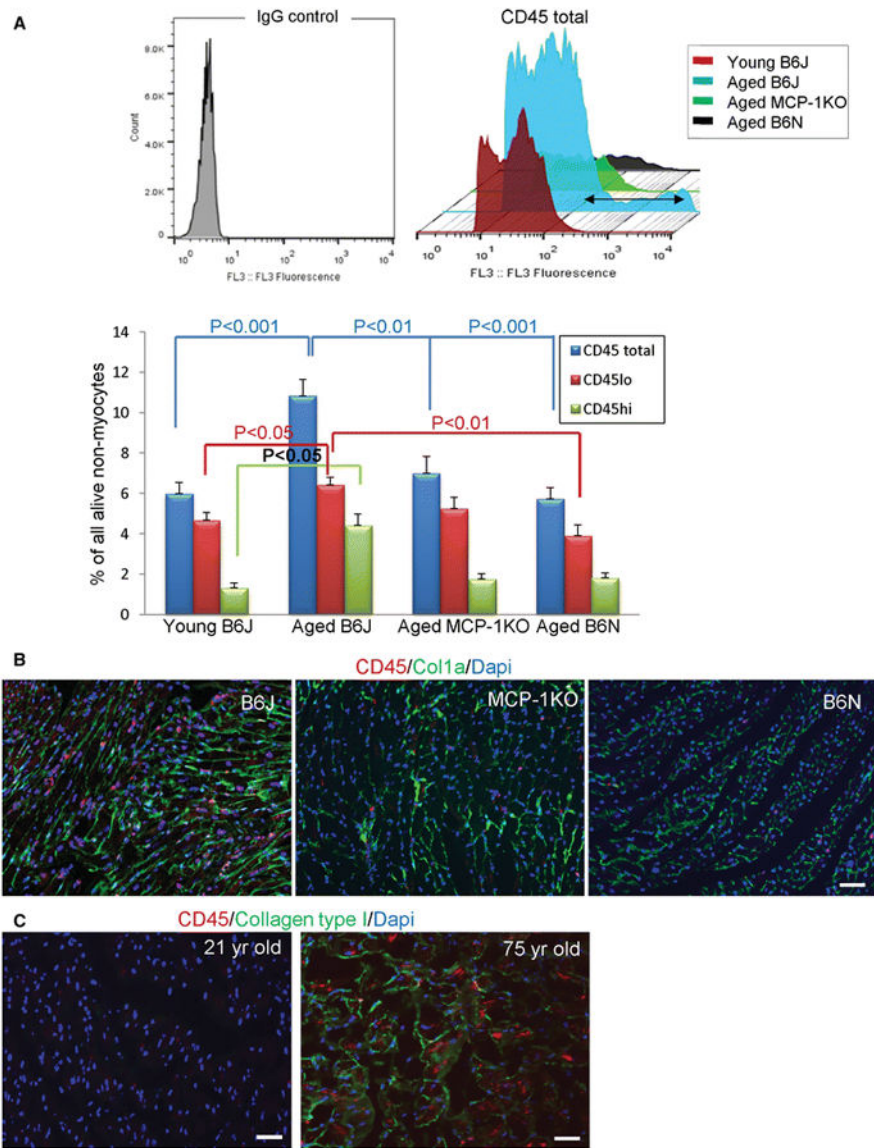 A
IgG control
CD45 total
8.0K
6.0K
4.0K
2.0K
0
Count
10^0 10^1 10^2 10^3 10^4
FL3 :: FL3 Fluorescence
10^0 10^1 10^2 10^3 10^4
FL3 :: FL3 Fluorescence
Young B6J
Aged B6J
Aged MCP-1KO
Aged B6N
P<0.001 P<0.01 P<0.001
P<0.05 P<0.01
P<0.05
CD45 total
CD45lo
CD45hi
% of all alive non-myocytes
14
12
10
8
6
4
2
0
Young B6J Aged B6J Aged MCP-1KO Aged B6N
B
CD45/Col1a/Dapi
B6J MCP-1KO B6N
C
CD45/Collagen type I/Dapi
21 yr old 75 yr old